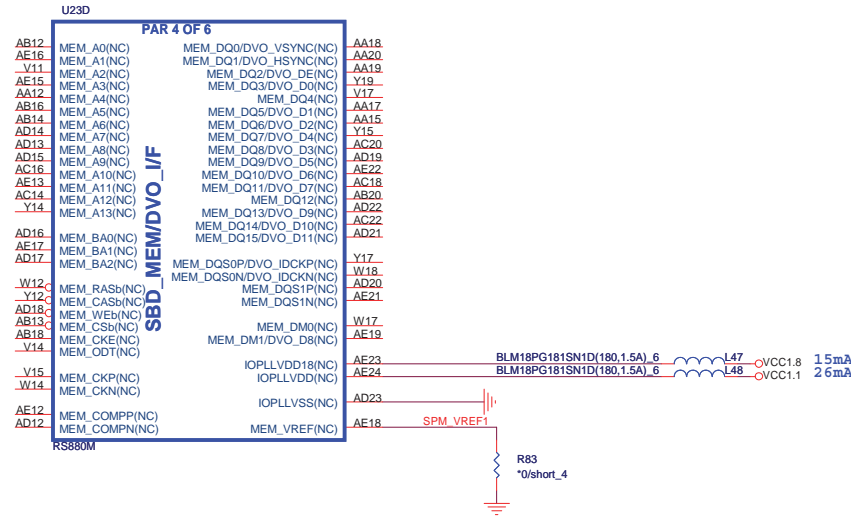 U23D
PAR 4 OF 6
AB12 MEM_A0(NC) MEM_DQ0/DVO_VSYNC(NC) AA18
AE16 MEM_A1(NC) MEM_DQ1/DVO_HSYNC(NC) AA20
V11 MEM_A2(NC) MEM_DQ2/DVO_DE(NC) AA19
AE15 MEM_A3(NC) MEM_DQ3/DVO_D0(NC) Y19
AA12 MEM_A4(NC) MEM_DQ4(NC) V17
AB16 MEM_A5(NC) MEM_DQ5/DVO_D1(NC) AA17
AB14 MEM_A6(NC) MEM_DQ6/DVO_D2(NC) AA15
AD14 MEM_A7(NC) MEM_DQ7/DVO_D4(NC) Y15
AD13 MEM_A8(NC) MEM_DQ8/DVO_D3(NC) AC20
AD15 MEM_A9(NC) MEM_DQ9/DVO_D5(NC) AD19
AC16 MEM_A10(NC) MEM_DQ10/DVO_D6(NC) AE22
AE13 MEM_A11(NC) MEM_DQ11/DVO_D7(NC) AC18
AC14 MEM_A12(NC) MEM_DQ12(NC) AB20
Y14 MEM_A13(NC) MEM_DQ13/DVO_D9(NC) AD22
MEM_DQ14/DVO_D10(NC) AC22
AD16 MEM_BA0(NC) MEM_DQ15/DVO_D11(NC) AD21
AE17 MEM_BA1(NC)
AD17 MEM_BA2(NC) MEM_DQS0P/DVO_IDCKP(NC) Y17
MEM_DQS0N/DVO_IDCKN(NC) W18
W12 MEM_RASb(NC) MEM_DQS1P(NC) AD20
Y12 MEM_CASb(NC) MEM_DQS1N(NC) AE21
AD18 MEM_WEb(NC)
AB13 MEM_CSb(NC) MEM_DM0(NC) W17
AB18 MEM_CKE(NC) MEM_DM1/DVO_D8(NC) AE19
V14 MEM_ODT(NC)
SBD_MEM/DVO_I/F
IOPLLVDD18(NC) AE23 BLM18PG181SN1D(180,1.5A)_6 L47 VCC1.8 15mA
V15 MEM_CKP(NC) IOPLLVDD(NC) AE24 BLM18PG181SN1D(180,1.5A)_6 L48 VCC1.1 26mA
W14 MEM_CKN(NC)
IOPLLVSS(NC) AD23
AE12 MEM_COMPP(NC)
AD12 MEM_COMPN(NC) MEM_VREF(NC) AE18 SPM_VREF1
RS880M
R83
*0/short_4